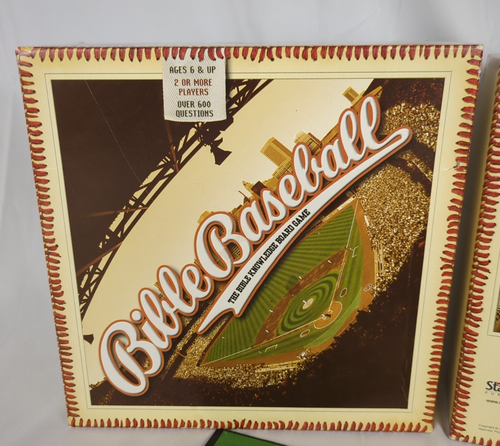 AGES 6 & UP
2 OR MORE
PLAYERS
OVER 600
QUESTIONS
Bible Baseball
THE BIBLE KNOWLEDGE BOARD GAME